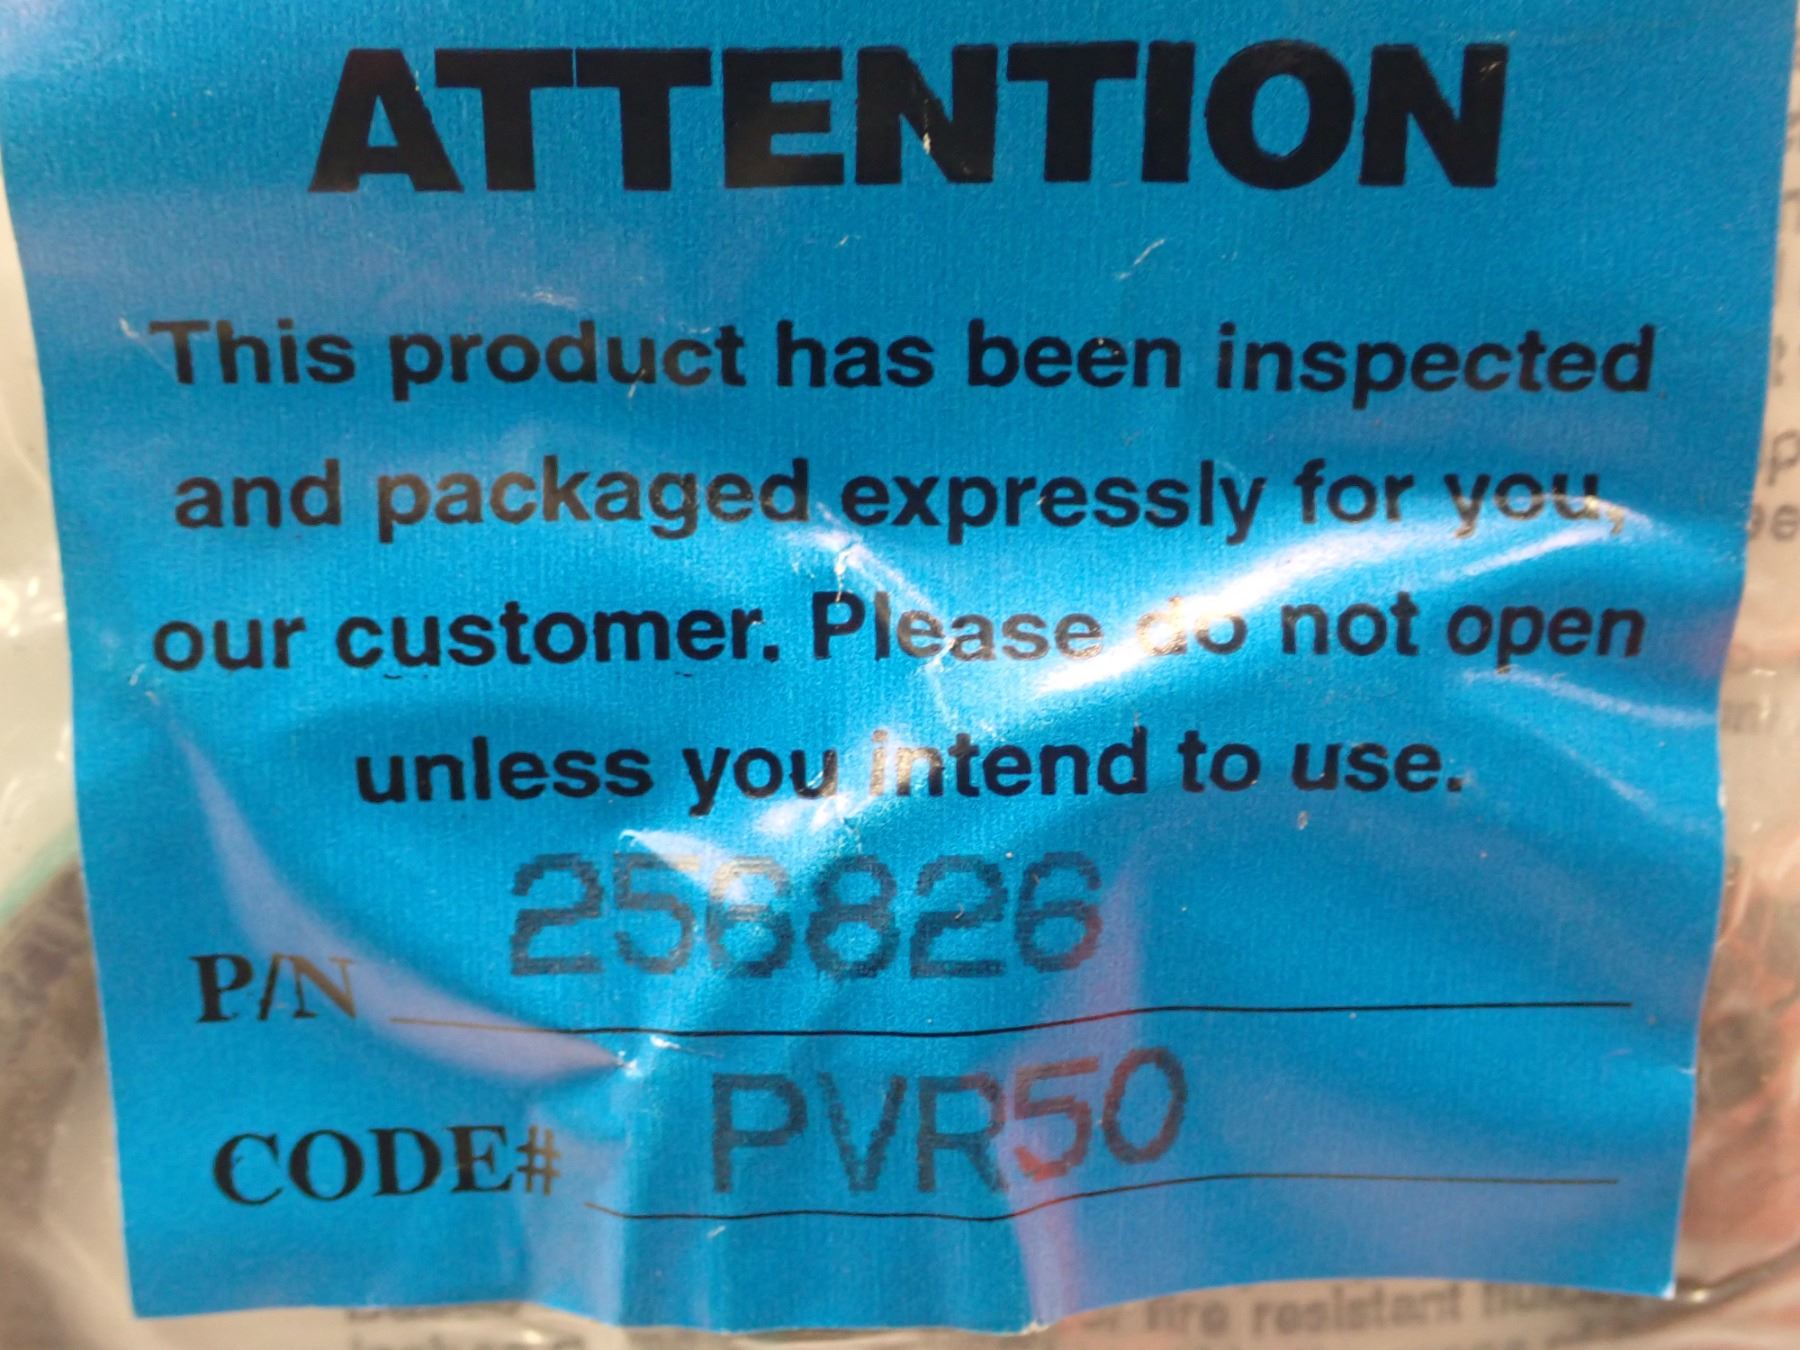 ATTENTION
This product has been inspected
and packaged expressly for you,
our customer. Please do not open
unless you intend to use.
P/N 256826
CODE# PVR50
fire resistant